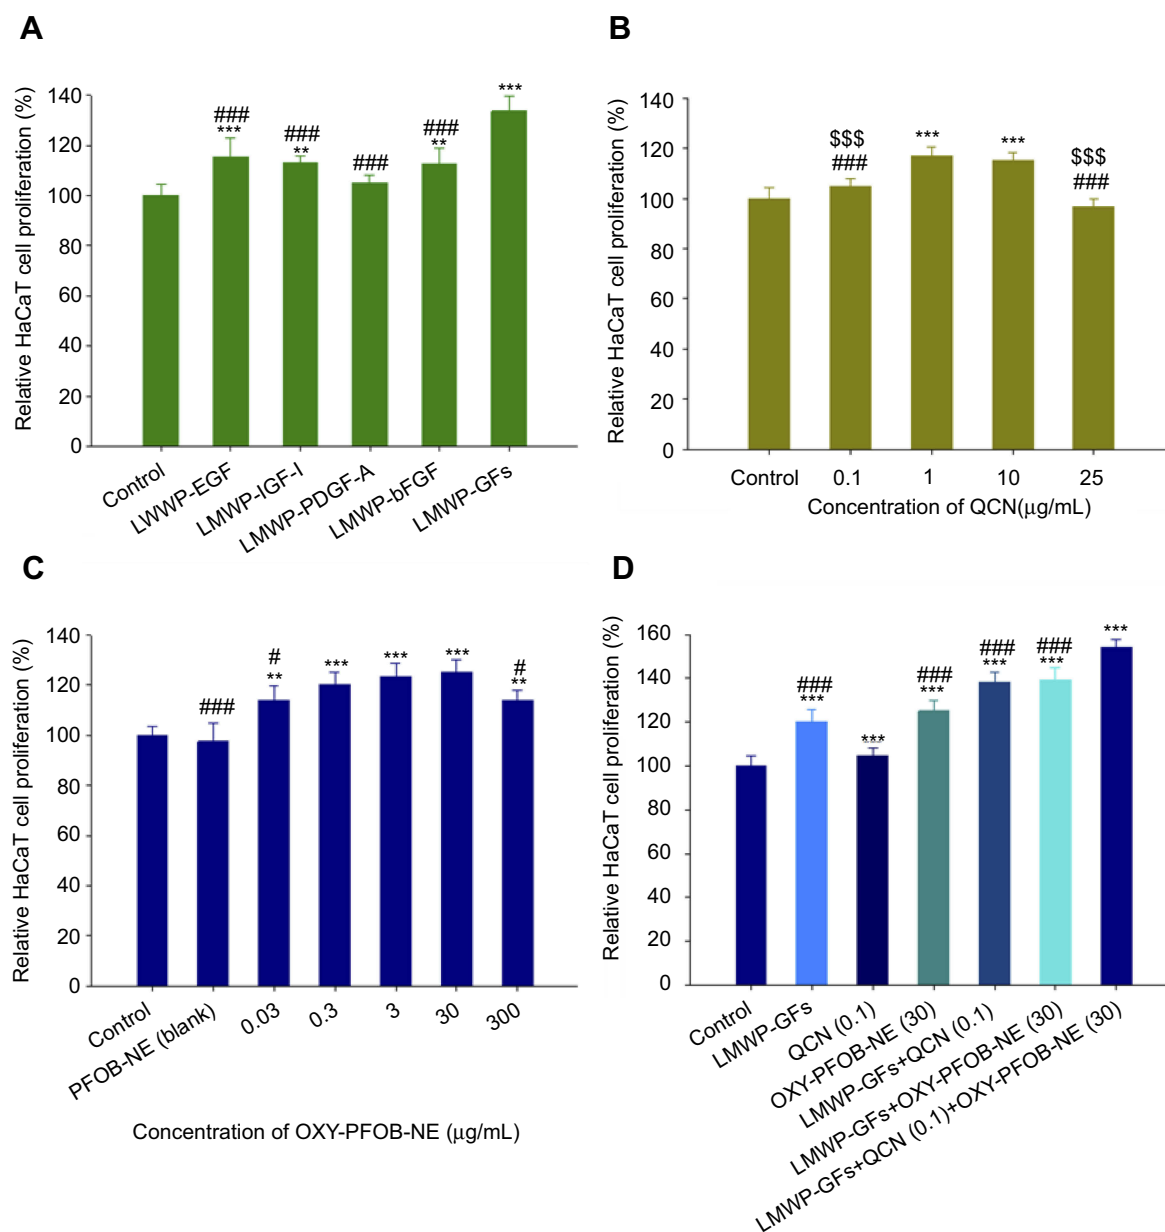 A
Relative HaCaT cell proliferation (%)
140
120
100
80
60
40
20
0
###
***
###
**
###
###
**
***
Control
LWWP-EGF
LMWP-IGF-I
LMWP-PDGF-A
LMWP-bFGF
LMWP-GFs
B
Relative HaCaT cell proliferation (%)
140
120
100
80
60
40
20
0
$$$
###
***
***
$$$
###
Control
0.1
1
10
25
Concentration of QCN(μg/mL)
C
Relative HaCaT cell proliferation (%)
140
120
100
80
60
40
20
0
###
#
**
***
***
***
#
**
Control
PFOB-NE (blank)
0.03
0.3
3
30
300
Concentration of OXY-PFOB-NE (μg/mL)
D
Relative HaCaT cell proliferation (%)
160
140
120
100
80
60
40
20
0
###
***
***
###
***
###
***
###
***
***
Control
LMWP-GFs
QCN (0.1)
OXY-PFOB-NE (30)
LMWP-GFs+QCN (0.1)
LMWP-GFs+OXY-PFOB-NE (30)
LMWP-GFs+QCN (0.1)+OXY-PFOB-NE (30)